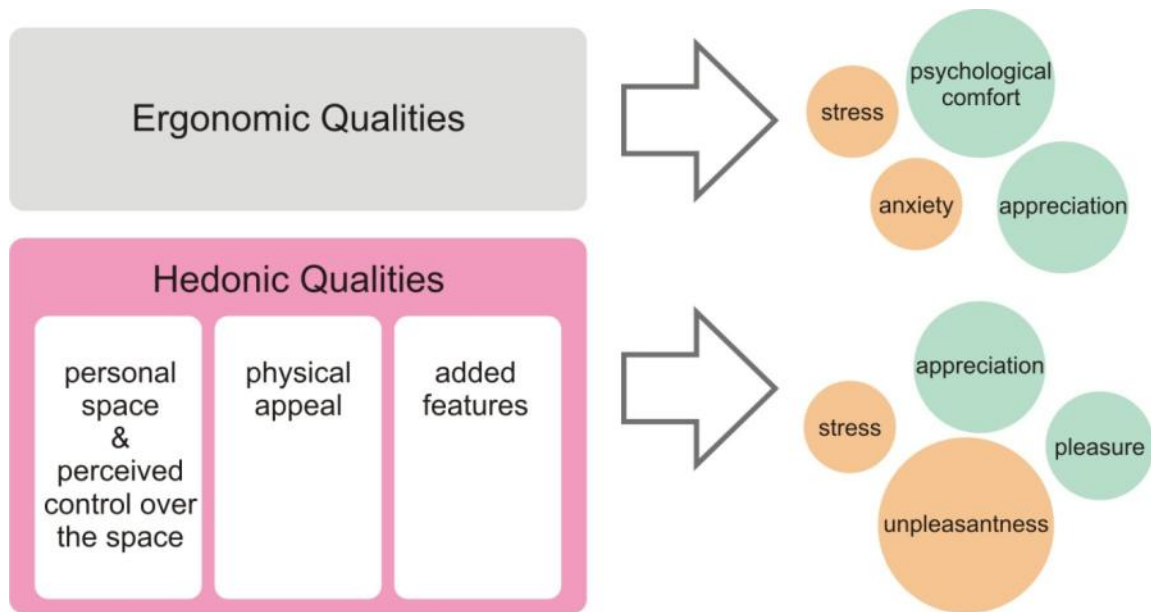 Ergonomic Qualities
stress
psychological
comfort
anxiety
appreciation
Hedonic Qualities
personal
space
&
perceived
control over
the space
physical
appeal
added
features
appreciation
stress
pleasure
unpleasantness